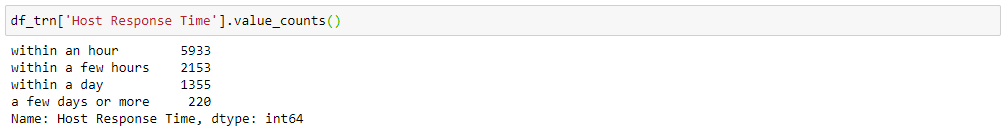 df_trn['Host Response Time'].value_counts()
within an hour        5933
within a few hours    2153
within a day          1355
a few days or more     220
Name: Host Response Time, dtype: int64